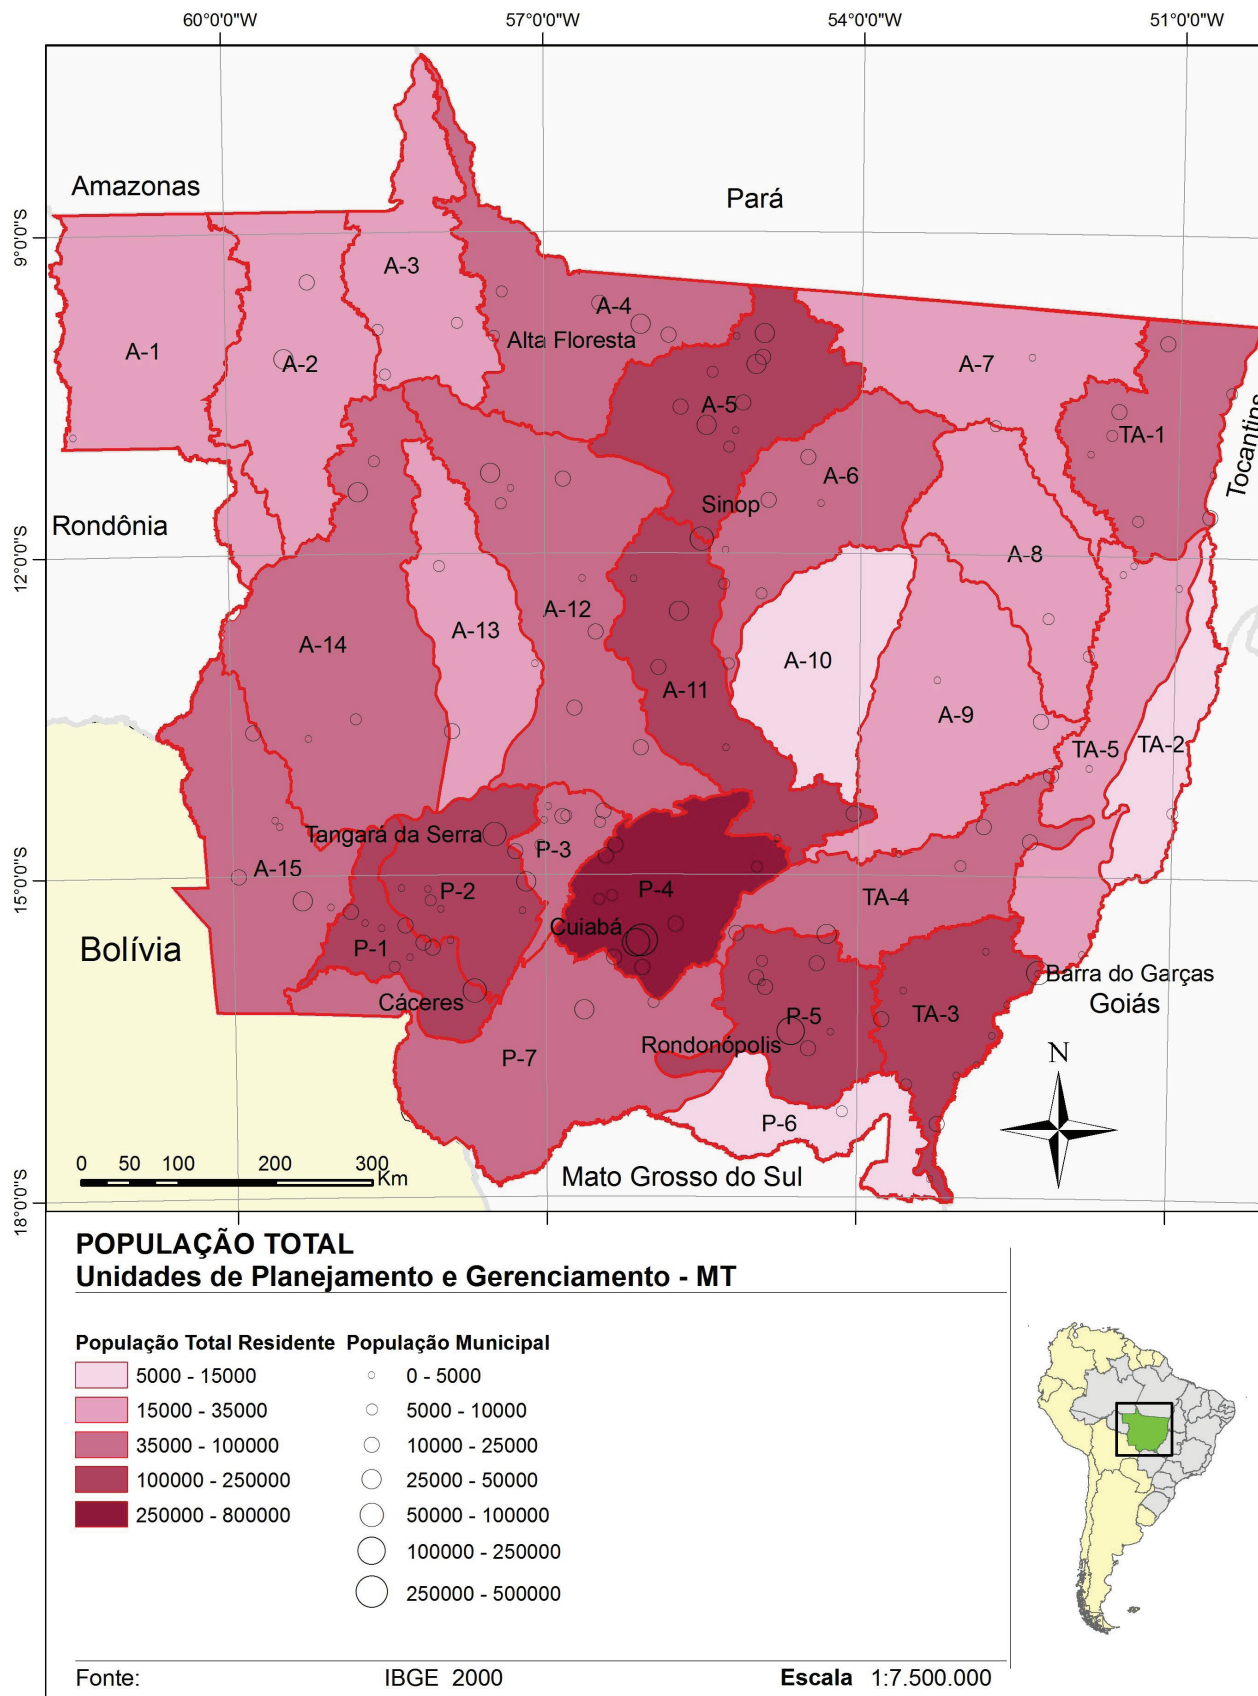 60°0'0"W 57°0'0"W 54°0'0"W 51°0'0"W
Amazonas
Pará
9°0'0"S
A-3
A-4
A-1
Alta Floresta
A-2
A-7
A-5
Tocantins
TA-1
A-6
Sinop
Rondônia
12°0'0"S
A-8
A-12
A-13
A-14
A-10
A-11
A-9
TA-5
TA-2
Tangará da Serra
P-3
15°0'0"S
A-15
P-2
P-4
TA-4
Cuiabá
Bolívia
P-1
Barra do Garças
Cáceres
Goiás
P-5
TA-3
Rondonópolis
P-7
N
P-6
0 50 100 200 300
Km
Mato Grosso do Sul
18°0'0"S
POPULAÇÃO TOTAL
Unidades de Planejamento e Gerenciamento - MT
População Total Residente
5000 - 15000
15000 - 35000
35000 - 100000
100000 - 250000
250000 - 800000
População Municipal
0 - 5000
5000 - 10000
10000 - 25000
25000 - 50000
50000 - 100000
100000 - 250000
250000 - 500000
Fonte: IBGE 2000 Escala 1:7.500.000